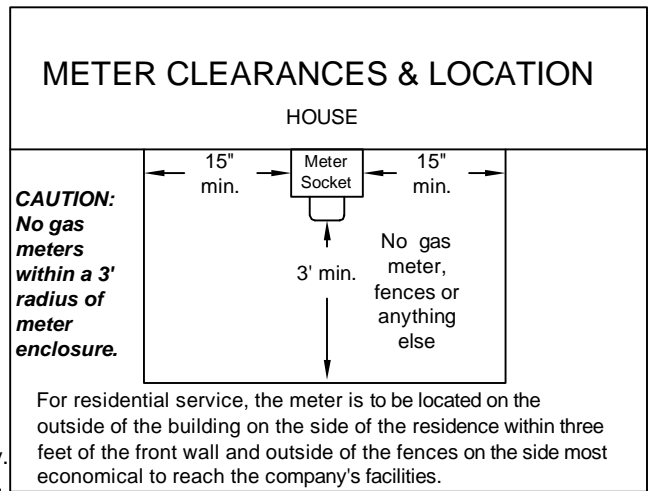 METER CLEARANCES & LOCATION
HOUSE
15"
min.
Meter
Socket
15"
min.
CAUTION:
No gas
meters
within a 3'
radius of
meter
enclosure.
3' min.
No gas
meter,
fences or
anything
else
For residential service, the meter is to be located on the
outside of the building on the side of the residence within three
feet of the front wall and outside of the fences on the side most
economical to reach the company's facilities.